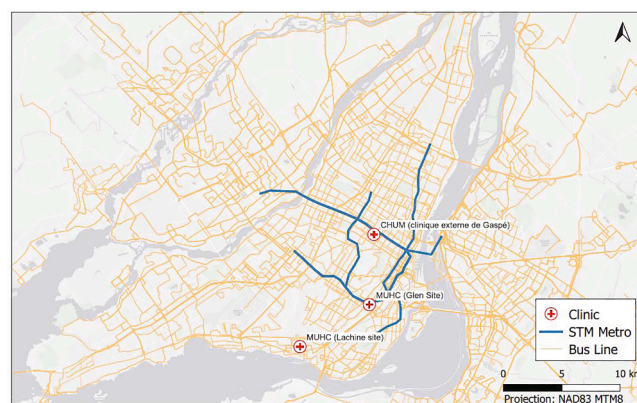 CHUM (clinique externe de Gaspé)
MUHC (Glen Site)
MUHC (Lachine site)
Clinic
STM Metro
Bus Line
0 5 10 km
Projection: NAD83 MTM8